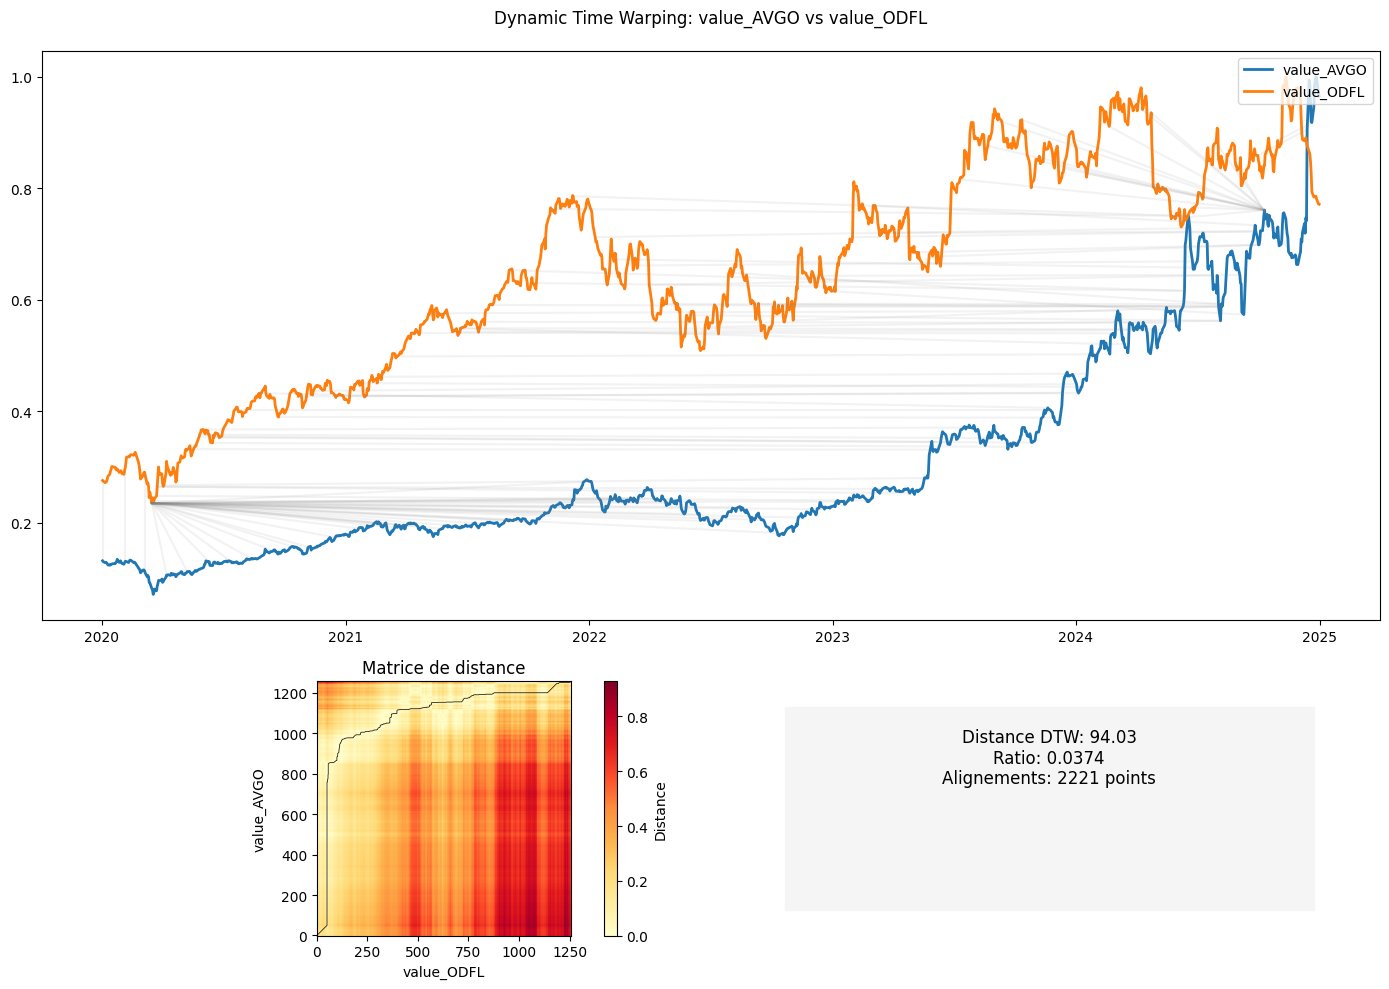 Dynamic Time Warping: value_AVGO vs value_ODFL
value_AVGO
value_ODFL
1.0
0.8
0.6
0.4
0.2
2020 2021 2022 2023 2024 2025
Matrice de distance
value_AVGO
1200
1000
800
600
400
200
0
0 250 500 750 1000 1250
value_ODFL
0.8
0.6
0.4
0.2
0.0
Distance
Distance DTW: 94.03
Ratio: 0.0374
Alignements: 2221 points